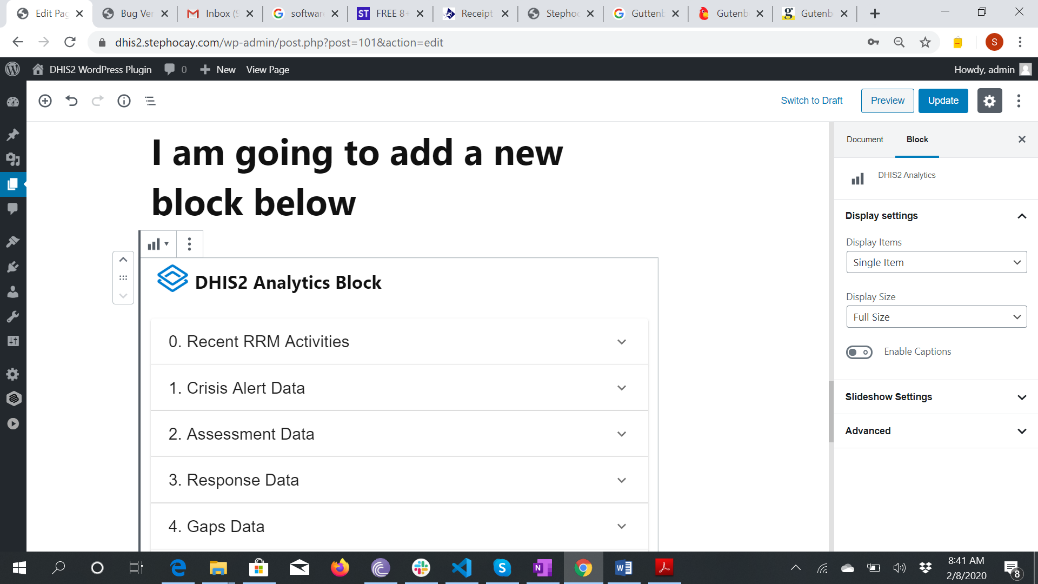 Edit Pa
Bug Ve
Inbox (
softwar
ST FREE 8
Receipt
Stepho
Gutten
Gutenb
Gutenb
dhis2.stephocay.com/wp-admin/post.php?post=101&action=edit
S
DHIS2 WordPress Plugin
0
New
View Page
Howdy, admin
Switch to Draft
Preview
Update
I am going to add a new
block below
DHIS2 Analytics Block
0. Recent RRM Activities
1. Crisis Alert Data
2. Assessment Data
3. Response Data
4. Gaps Data
Document
Block
DHIS2 Analytics
Display settings
Display Items
Single Item
Display Size
Full Size
Enable Captions
Slideshow Settings
Advanced
8:41 AM
2/8/2020
8